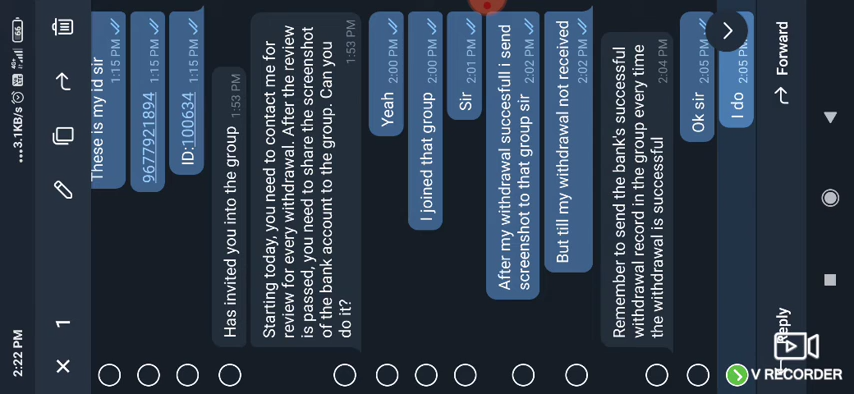 2:22 PM
...3.1KB/s
4G+
66
× 1
These is my id sir
1:15 PM
9677921894 1:15 PM
ID:100634 1:15 PM
Has invited you into the group 1:53 PM
Starting today, you need to contact me for
review for every withdrawal. After the review
is passed, you need to share the screenshot
of the bank account to the group. Can you
do it?
1:53 PM
Yeah 2:00 PM
I joined that group 2:00 PM
Sir 2:01 PM
After my withdrawal succesfull i send
screenshot to that group sir 2:02 PM
But till my withdrawal not received
2:02 PM
Remember to send the bank's successful
withdrawal record in the group every time
the withdrawal is successful
2:04 PM
Ok sir 2:05 PM
I do 2:05 PM
Reply
Forward
V RECORDER